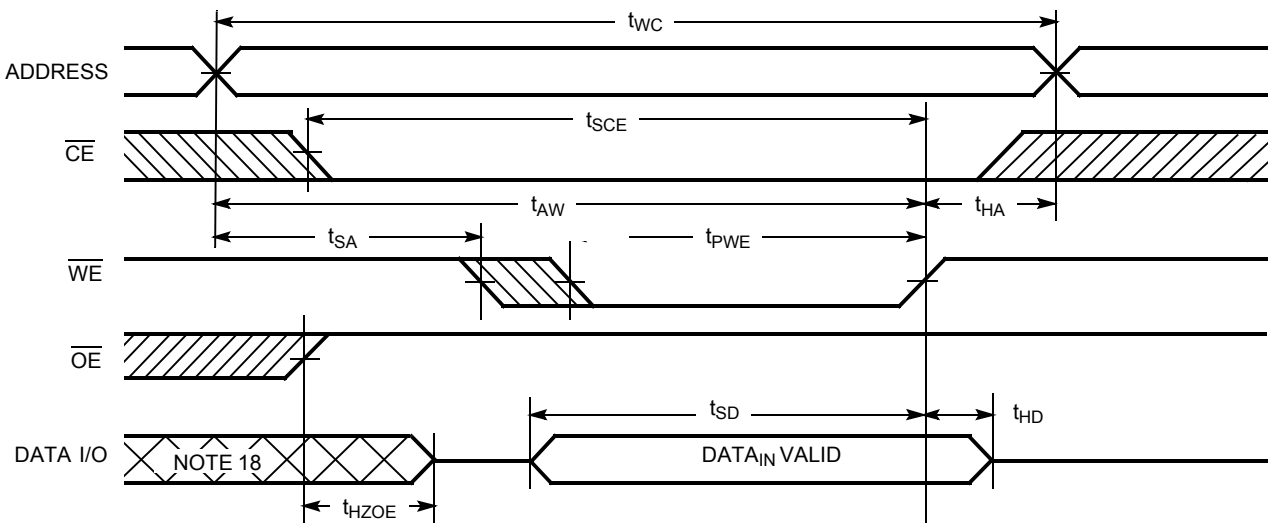 tWC
ADDRESS
tSCE
CE
tAW
tHA
tSA
tPWE
WE
OE
tSD
tHD
DATA I/O
NOTE 18
DATAIN VALID
tHZOE